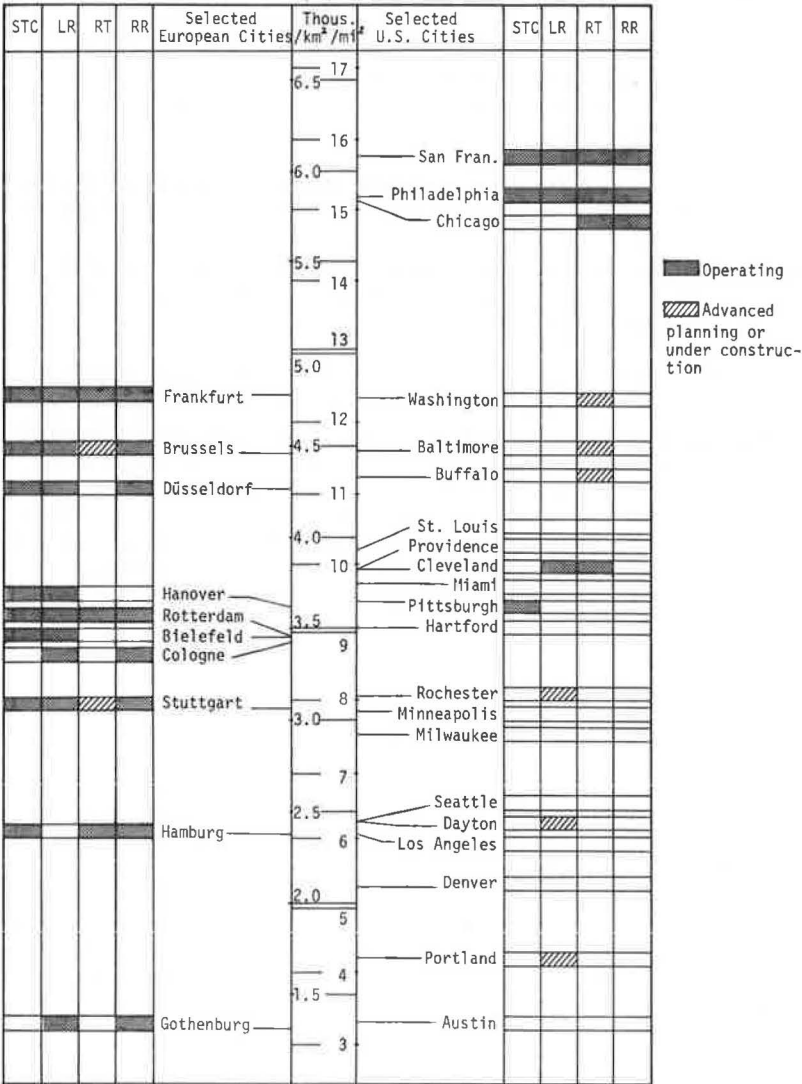 STC LR RT RR Selected European Cities Thous. /km² /mi² Selected U.S. Cities STC LR RT RR
17
6.5
16
San Fran.
6.0
Philadelphia
15
Chicago
5.5
14
Operating
Advanced
planning or
under construc-
tion
13
5.0
Frankfurt
Washington
12
Brussels
4.5
Baltimore
Buffalo
Düsseldorf
11
St. Louis
4.0
Providence
10
Cleveland
Miami
Hanover
Pittsburgh
Rotterdam
3.5
Hartford
Bielefeld
9
Cologne
Rochester
Stuttgart
8
Minneapolis
3.0
Milwaukee
7
Seattle
2.5
Dayton
Hamburg
6
Los Angeles
Denver
2.0
5
Portland
4
1.5
Gothenburg
Austin
3